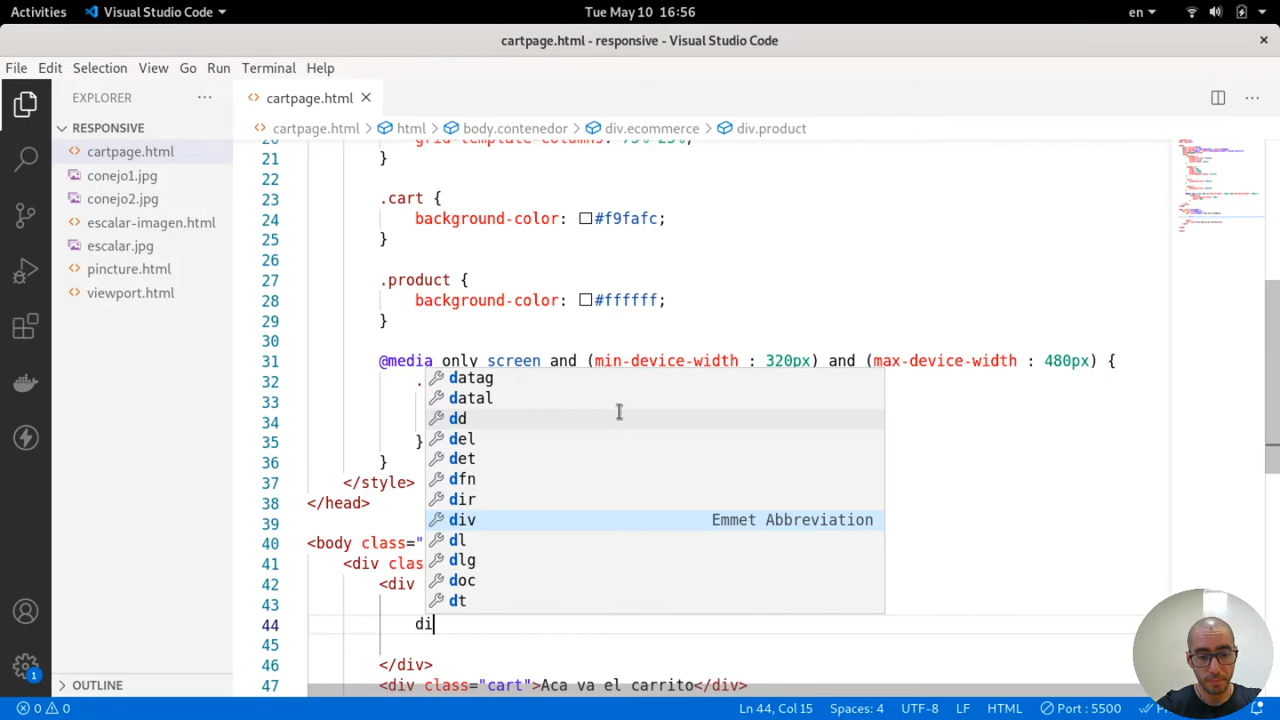 Activities Visual Studio Code Tue May 10 16:56 en
cartpage.html - responsive - Visual Studio Code ×
File Edit Selection View Go Run Terminal Help
EXPLORER ··· <> cartpage.html ×
RESPONSIVE
<> cartpage.html > html > body.contenedor > div.ecommerce > div.product
<> cartpage.html
conejo1.jpg
conejo2.jpg
<> escalar-imagen.html
escalar.jpg
<> pincture.html
<> viewport.html
OUTLINE
21 }
22
23 .cart {
24 background-color: #f9fafc;
25 }
26
27 .product {
28 background-color: #ffffff;
29 }
30
31 @media only screen and (min-device-width : 320px) and (max-device-width : 480px) {
32 .
33
34
35 }
36 }
37 </style>
38 </head>
39
40 <body class="
41 <div clas
42 <div
43
44 di
45
46 </div>
47 <div class="cart">Aca va el carrito</div>
datag
datal
dd
del
det
dfn
dir
div Emmet Abbreviation
dl
dlg
doc
dt
1
0 0 Ln 44, Col 15 Spaces: 4 UTF-8 LF HTML Port : 5500